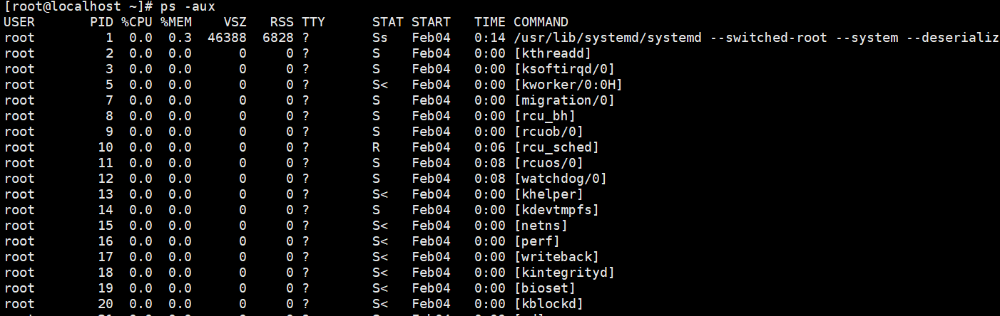 [root@localhost ~]# ps -aux
USER       PID %CPU %MEM    VSZ   RSS TTY      STAT START   TIME COMMAND
root         1  0.0  0.3  46388  6828 ?        Ss   Feb04   0:14 /usr/lib/systemd/systemd --switched-root --system --deserializ
root         2  0.0  0.0      0     0 ?        S    Feb04   0:00 [kthreadd]
root         3  0.0  0.0      0     0 ?        S    Feb04   0:00 [ksoftirqd/0]
root         5  0.0  0.0      0     0 ?        S<   Feb04   0:00 [kworker/0:0H]
root         7  0.0  0.0      0     0 ?        S    Feb04   0:00 [migration/0]
root         8  0.0  0.0      0     0 ?        S    Feb04   0:00 [rcu_bh]
root         9  0.0  0.0      0     0 ?        S    Feb04   0:00 [rcuob/0]
root        10  0.0  0.0      0     0 ?        R    Feb04   0:06 [rcu_sched]
root        11  0.0  0.0      0     0 ?        S    Feb04   0:08 [rcuos/0]
root        12  0.0  0.0      0     0 ?        S    Feb04   0:08 [watchdog/0]
root        13  0.0  0.0      0     0 ?        S<   Feb04   0:00 [khelper]
root        14  0.0  0.0      0     0 ?        S    Feb04   0:00 [kdevtmpfs]
root        15  0.0  0.0      0     0 ?        S<   Feb04   0:00 [netns]
root        16  0.0  0.0      0     0 ?        S<   Feb04   0:00 [perf]
root        17  0.0  0.0      0     0 ?        S<   Feb04   0:00 [writeback]
root        18  0.0  0.0      0     0 ?        S<   Feb04   0:00 [kintegrityd]
root        19  0.0  0.0      0     0 ?        S<   Feb04   0:00 [bioset]
root        20  0.0  0.0      0     0 ?        S<   Feb04   0:00 [kblockd]